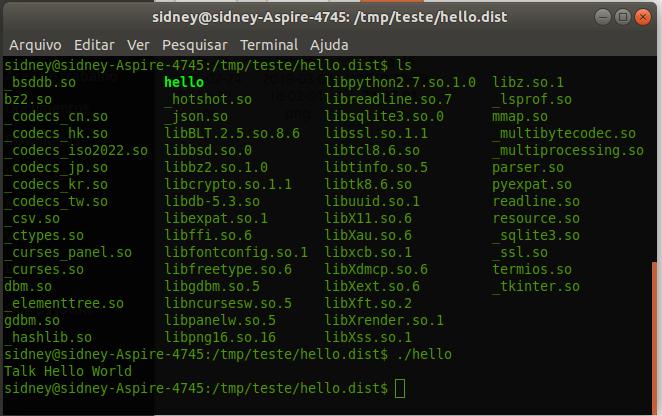 sidney@sidney-Aspire-4745: /tmp/teste/hello.dist
Arquivo Editar Ver Pesquisar Terminal Ajuda
sidney@sidney-Aspire-4745:/tmp/teste/hello.dist$ ls
_bsddb.so hello libpython2.7.so.1.0 libz.so.1
bz2.so _hotshot.so libreadline.so.7 _lsprof.so
_codecs_cn.so _json.so libsqlite3.so.0 mmap.so
_codecs_hk.so libBLT.2.5.so.8.6 libssl.so.1.1 _multibytecodec.so
_codecs_iso2022.so libbsd.so.0 libtcl8.6.so _multiprocessing.so
_codecs_jp.so libbz2.so.1.0 libtinfo.so.5 parser.so
_codecs_kr.so libcrypto.so.1.1 libtk8.6.so pyexpat.so
_codecs_tw.so libdb-5.3.so libuuid.so.1 readline.so
_csv.so libexpat.so.1 libX11.so.6 resource.so
_ctypes.so libffi.so.6 libXau.so.6 _sqlite3.so
_curses_panel.so libfontconfig.so.1 libxcb.so.1 _ssl.so
_curses.so libfreetype.so.6 libXdmcp.so.6 termios.so
dbm.so libgdbm.so.5 libXext.so.6 _tkinter.so
_elementtree.so libncursesw.so.5 libXft.so.2
gdbm.so libpanelw.so.5 libXrender.so.1
_hashlib.so libpng16.so.16 libXss.so.1
sidney@sidney-Aspire-4745:/tmp/teste/hello.dist$ ./hello
Talk Hello World
sidney@sidney-Aspire-4745:/tmp/teste/hello.dist$